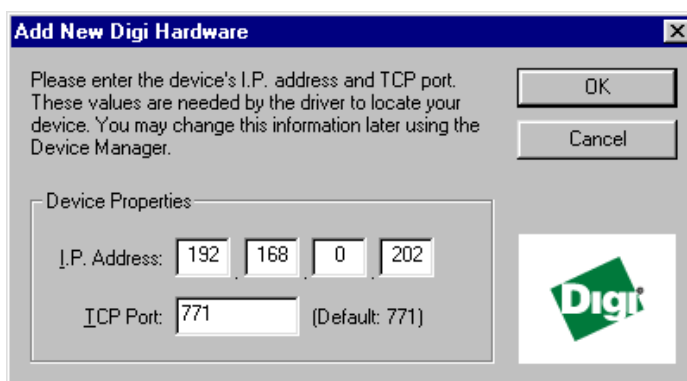 Add New Digi Hardware
Please enter the device's I.P. address and TCP port.
These values are needed by the driver to locate your
device. You may change this information later using the
Device Manager.
OK
Cancel
Device Properties
I.P. Address: 192 . 168 . 0 . 202
TCP Port: 771 (Default: 771)
Digi